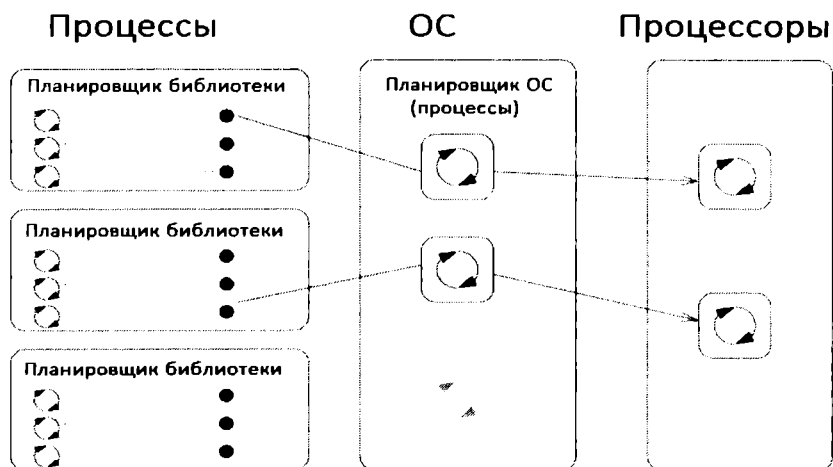 Процессы
ОС
Процессоры
Планировщик библиотеки
Планировщик ОС
(процессы)
Планировщик библиотеки
Планировщик библиотеки